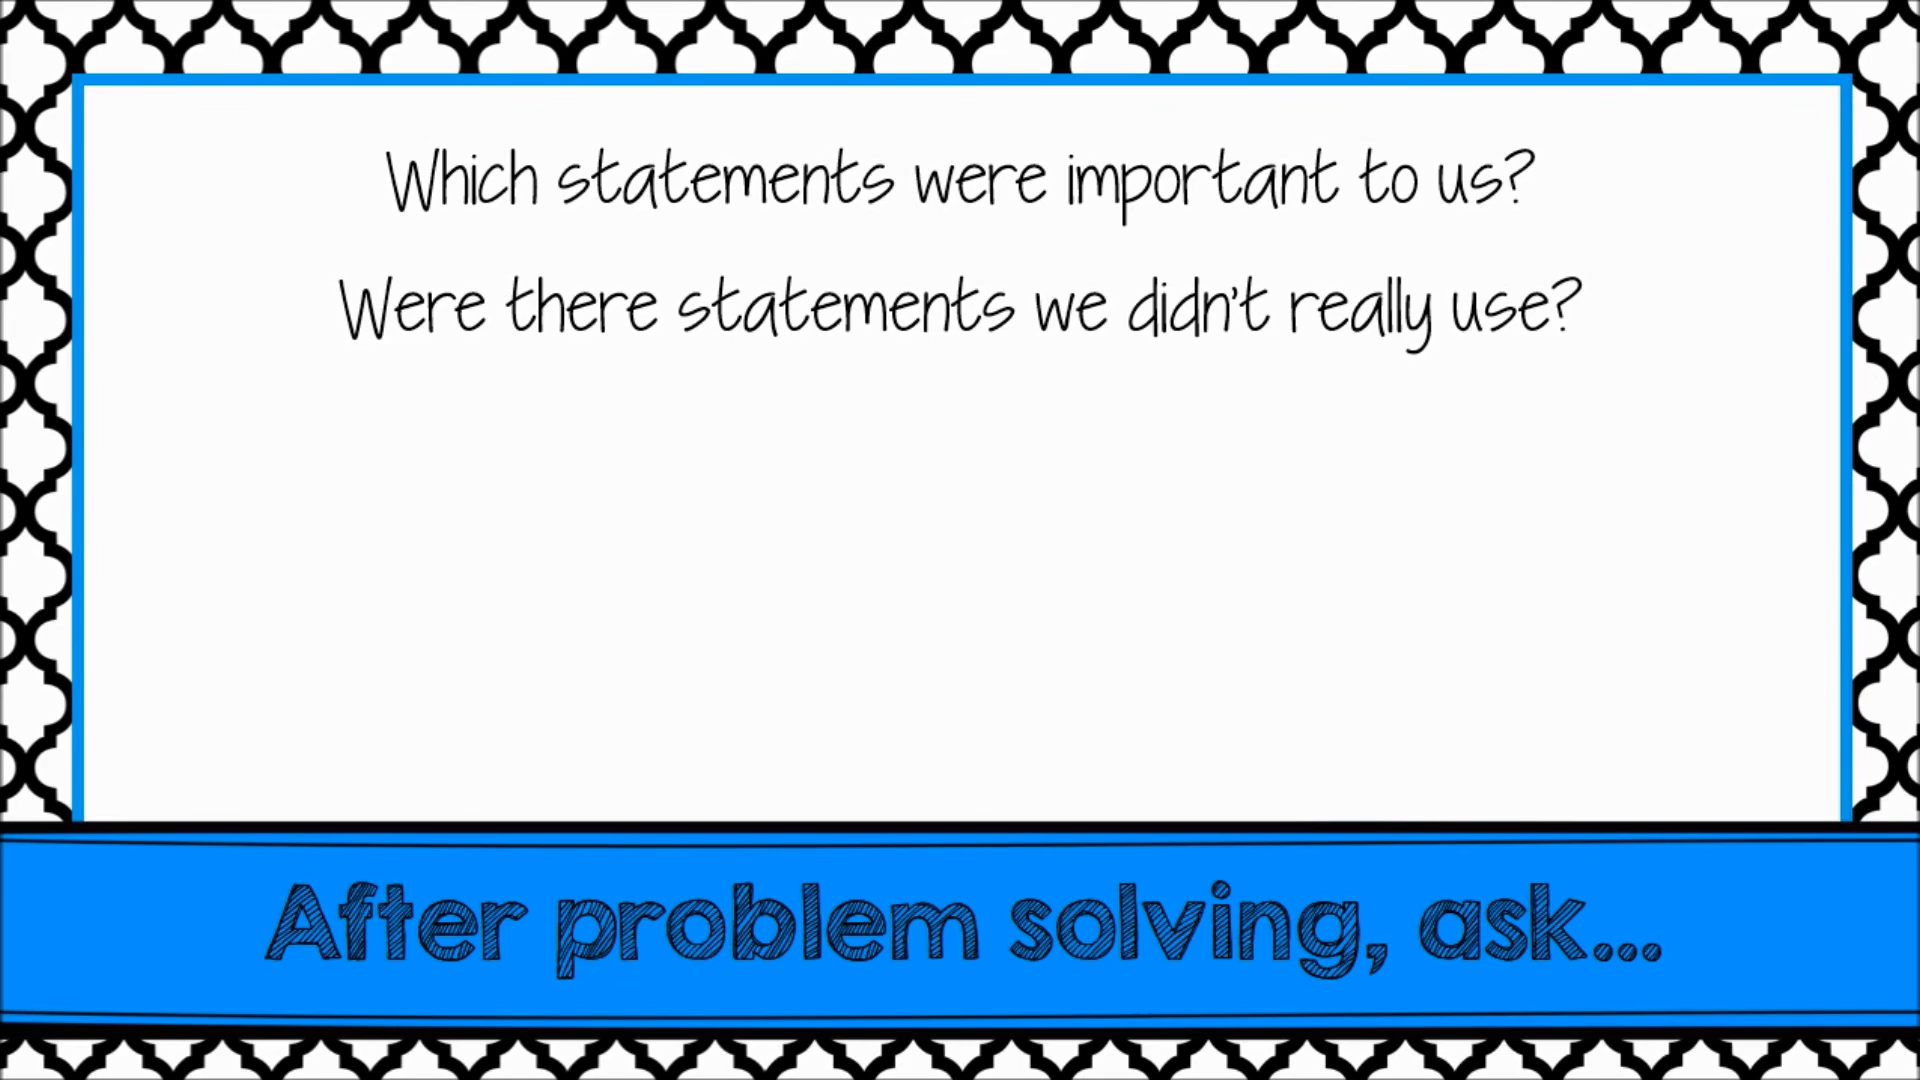 Which statements were important to us?
Were there statements we didn't really use?
After problem solving, ask...